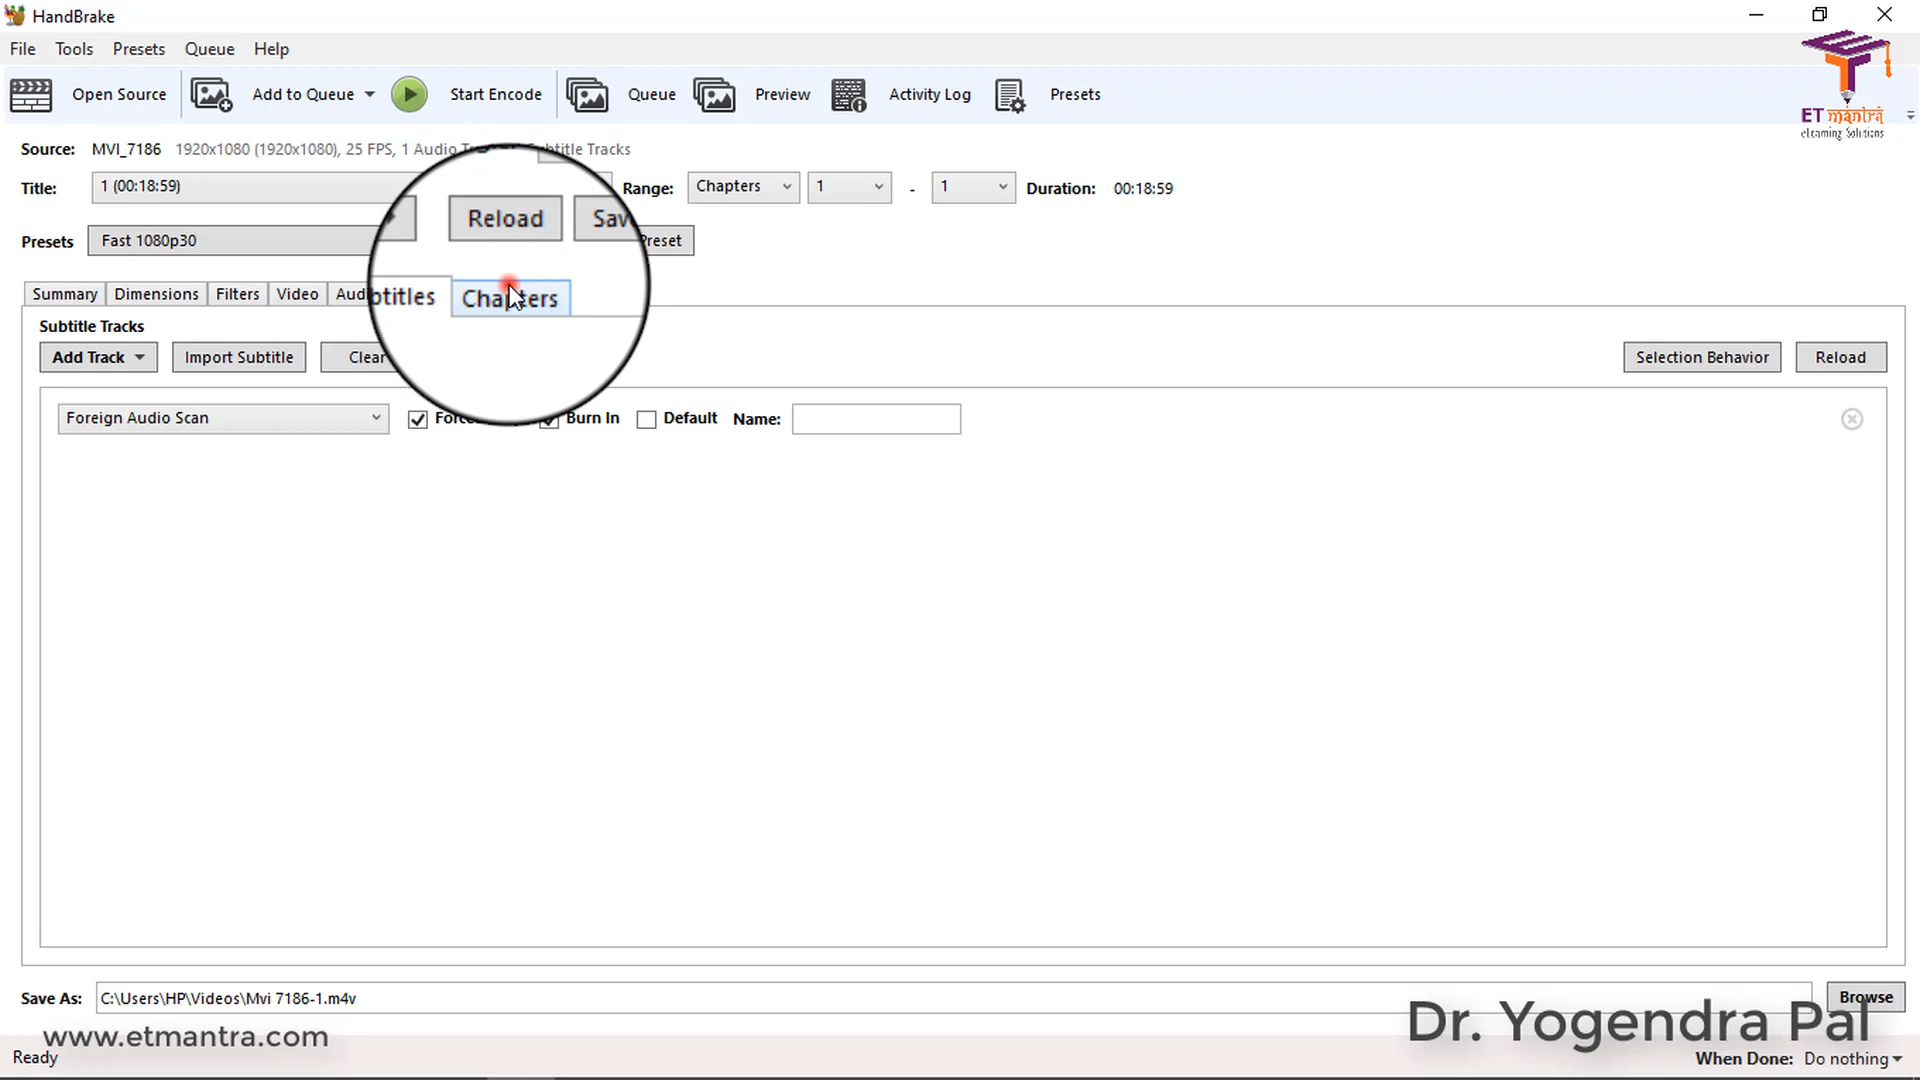 HandBrake
File Tools Presets Queue Help
Open Source Add to Queue Start Encode Queue Preview Activity Log Presets
ET mantra
eLearning Solutions
Source: MVI_7186 1920x1080 (1920x1080), 25 FPS, 1 Audio Tracks
Title: 1 (00:18:59) Range: Chapters 1 - 1 Duration: 00:18:59
Reload
Presets Fast 1080p30 Preset
Summary Dimensions Filters Video Chapters
Subtitle Tracks
Add Track Import Subtitle Clear Selection Behavior Reload
Foreign Audio Scan Burn In Default Name:
Save As: C:\Users\HP\Videos\Mvi 7186-1.m4v Browse
Dr. Yogendra Pal
www.etmantra.com
Ready When Done: Do nothing